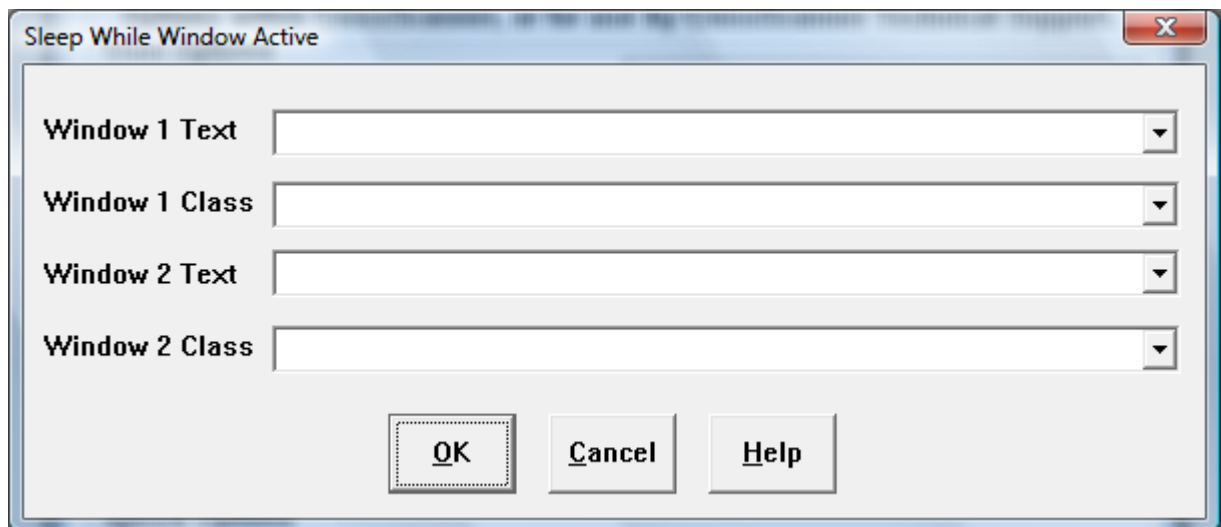 Sleep While Window Active
Window 1 Text
Window 1 Class
Window 2 Text
Window 2 Class
OK Cancel Help